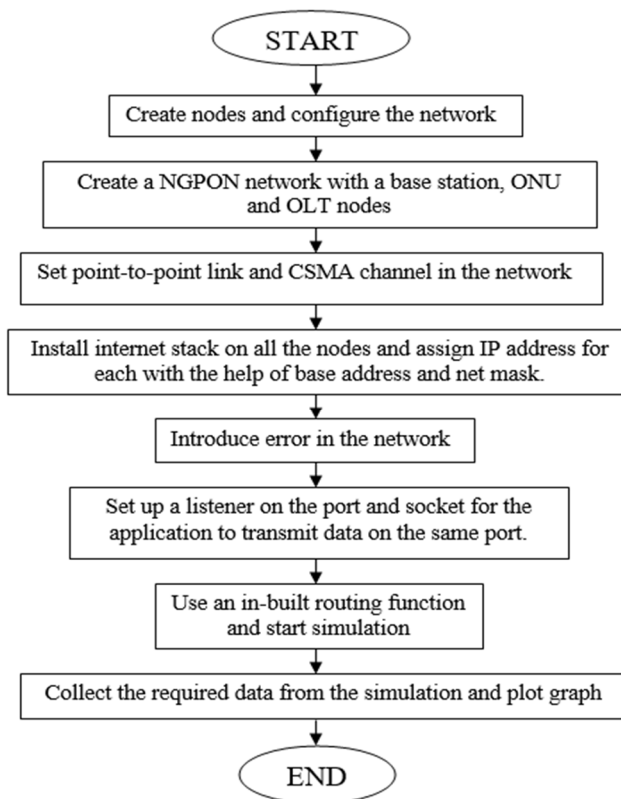 START
Create nodes and configure the network
Create a NGPON network with a base station, ONU
and OLT nodes
Set point-to-point link and CSMA channel in the network
Install internet stack on all the nodes and assign IP address for
each with the help of base address and net mask.
Introduce error in the network
Set up a listener on the port and socket for the
application to transmit data on the same port.
Use an in-built routing function
and start simulation
Collect the required data from the simulation and plot graph
END